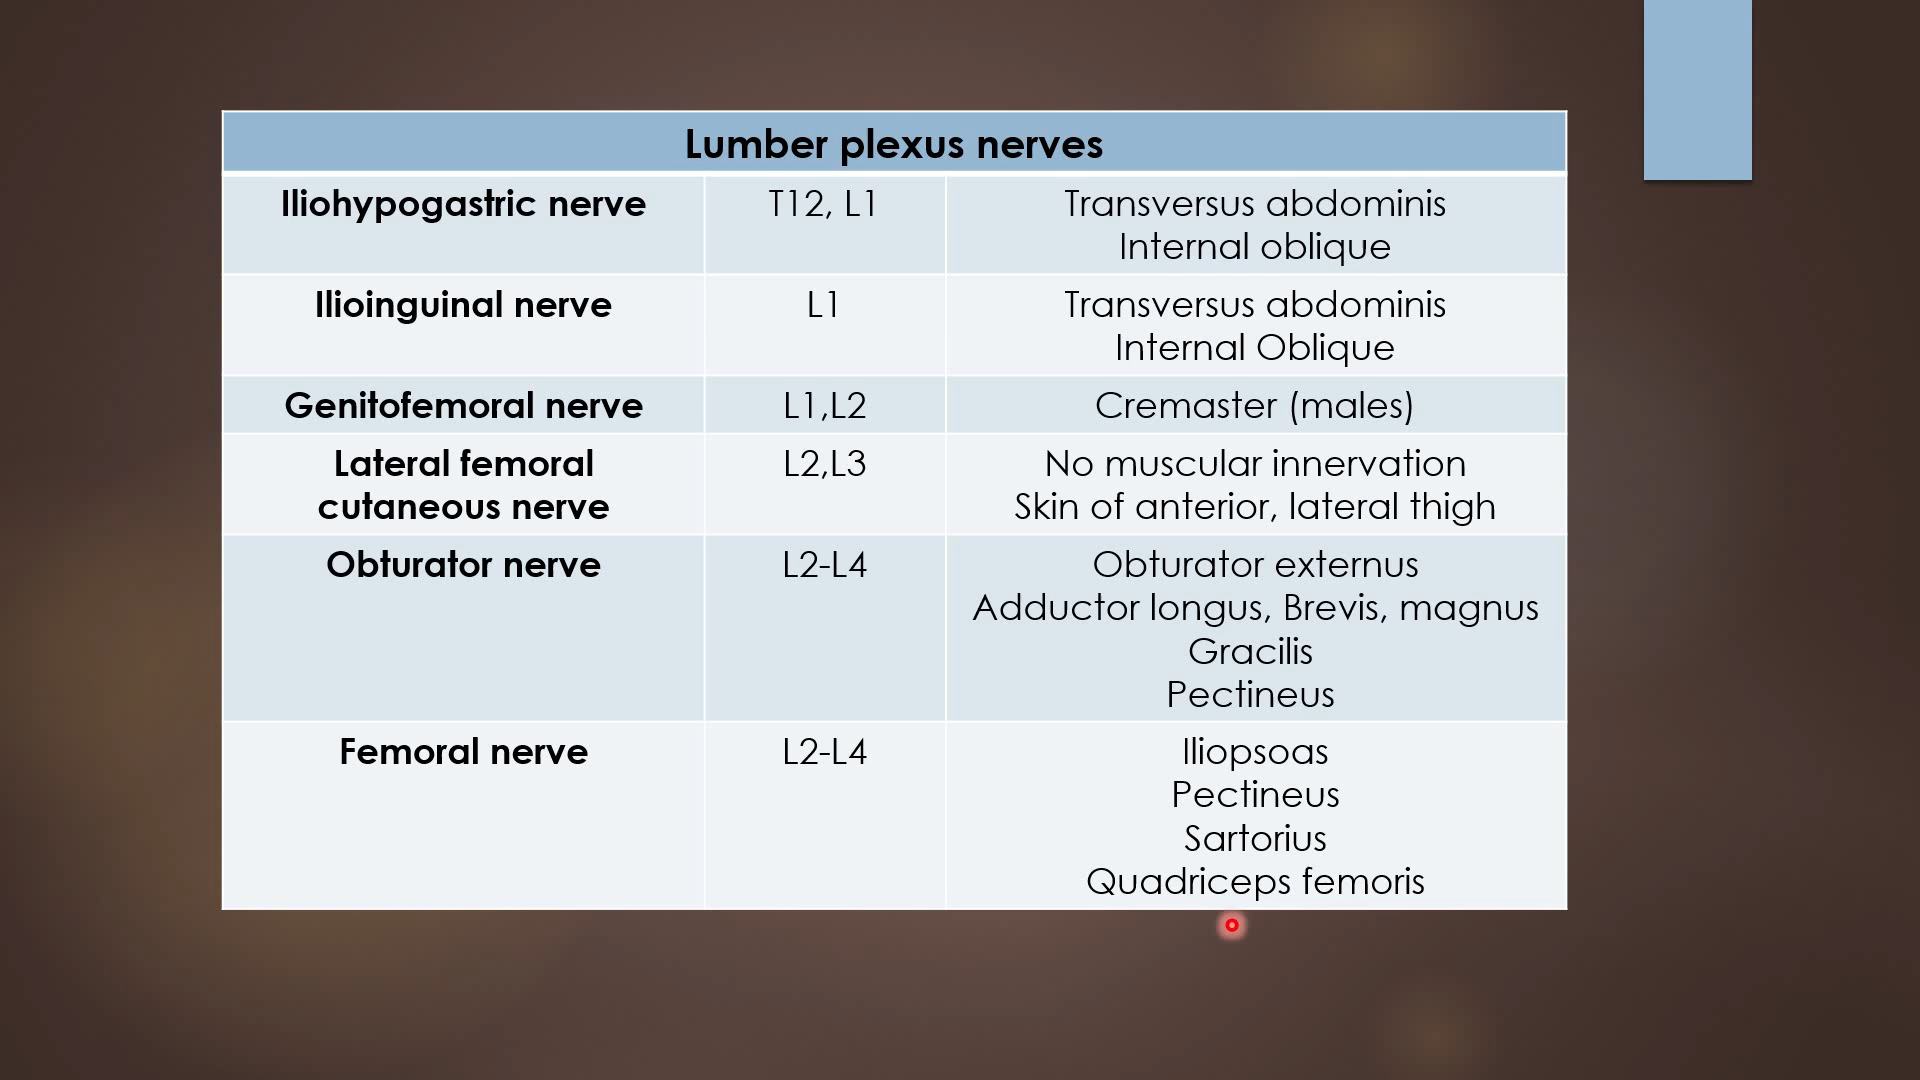 Lumber plexus nerves
Iliohypogastric nerve
T12, L1
Transversus abdominis
Internal oblique
Ilioinguinal nerve
L1
Transversus abdominis
Internal Oblique
Genitofemoral nerve
L1,L2
Cremaster (males)
Lateral femoral
cutaneous nerve
L2,L3
No muscular innervation
Skin of anterior, lateral thigh
Obturator nerve
L2-L4
Obturator externus
Adductor longus, Brevis, magnus
Gracilis
Pectineus
Femoral nerve
L2-L4
Iliopsoas
Pectineus
Sartorius
Quadriceps femoris